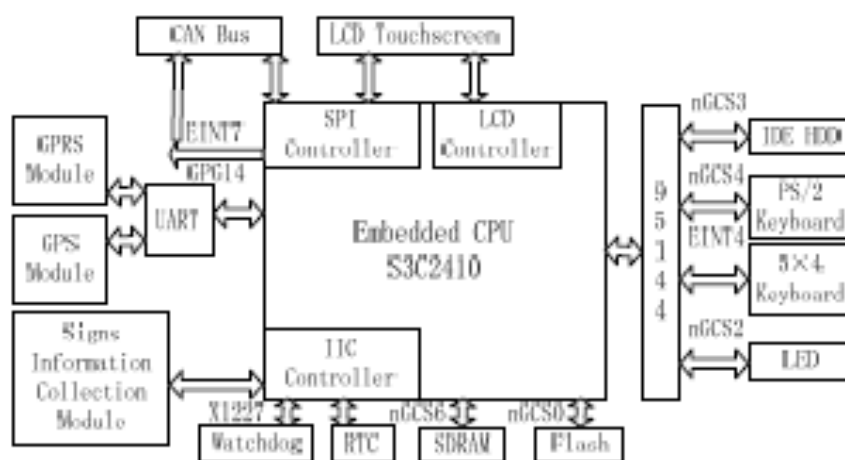 CAN Bus
LCD Touchscreem
nGCS3
GPRS
Module
EINT7
SPI
Controller
LCD
Controller
IDE HDD
GPG14
nGCS4
UART
9
5
1
4
4
PS/2
Keyboard
GPS
Module
Embedded CPU
S3C2410
EINT4
5×4
Keyboard
Signs
Information
Collection
Module
IIC
Controller
nGCS2
LED
X1227
nGCS6
nGCS0
Watchdog
RTC
SDRAM
Flash